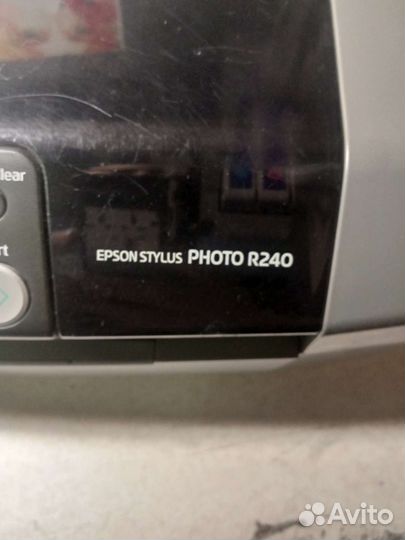 lear
rt
EPSON STYLUS PHOTO R240
Avito